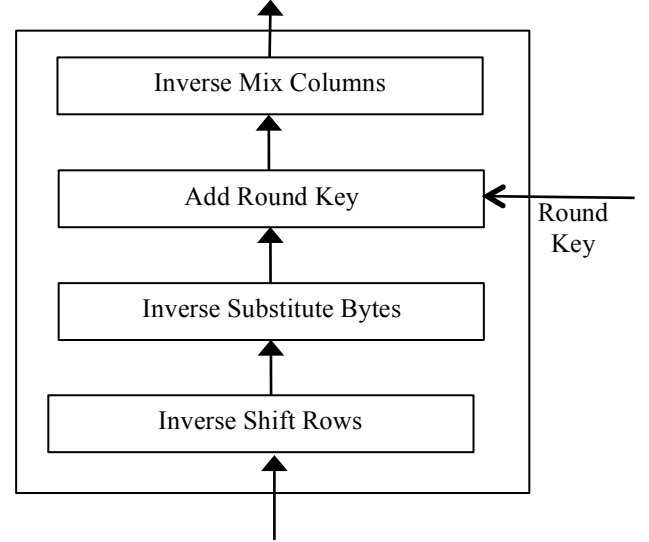 Inverse Mix Columns
Add Round Key
Round
Key
Inverse Substitute Bytes
Inverse Shift Rows